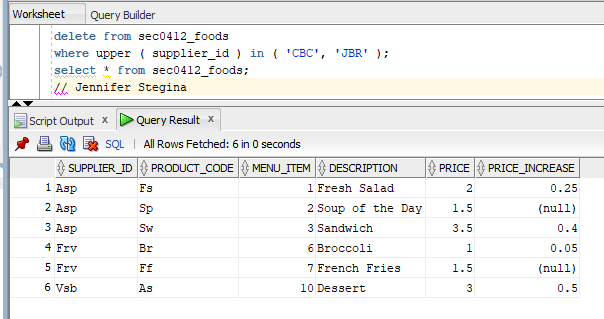 Worksheet Query Builder
delete from sec0412_foods
where upper ( supplier_id ) in ( 'CBC', 'JBR' );
select * from sec0412_foods;
// Jennifer Stegina
Script Output x Query Result x
SQL | All Rows Fetched: 6 in 0 seconds
SUPPLIER_ID PRODUCT_CODE MENU_ITEM DESCRIPTION PRICE PRICE_INCREASE
1 Asp Fs 1 Fresh Salad 2 0.25
2 Asp Sp 2 Soup of the Day 1.5 (null)
3 Asp Sw 3 Sandwich 3.5 0.4
4 Frv Br 6 Broccoli 1 0.05
5 Frv Ff 7 French Fries 1.5 (null)
6 Vsb As 10 Dessert 3 0.5